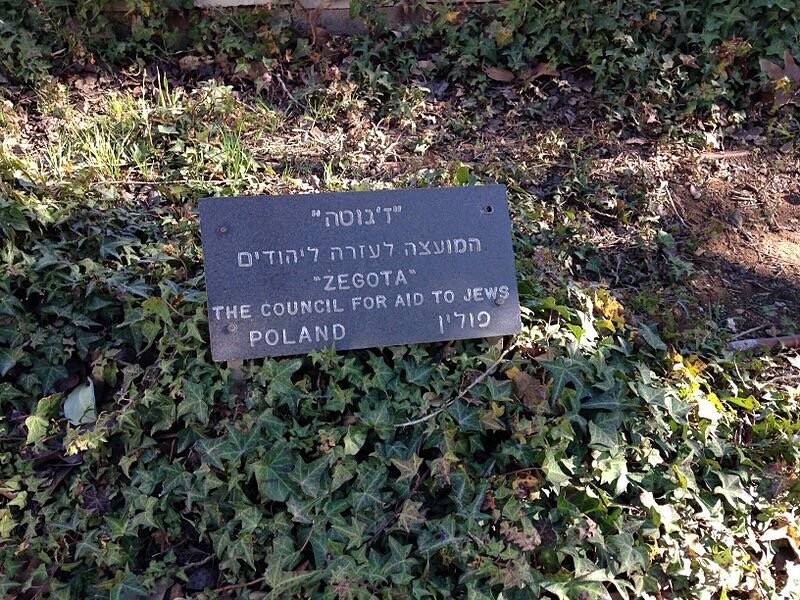 "ז'גוטה"
המועצה לעזרה ליהודים
"ZEGOTA"
THE COUNCIL FOR AID TO JEWS
POLAND פולין